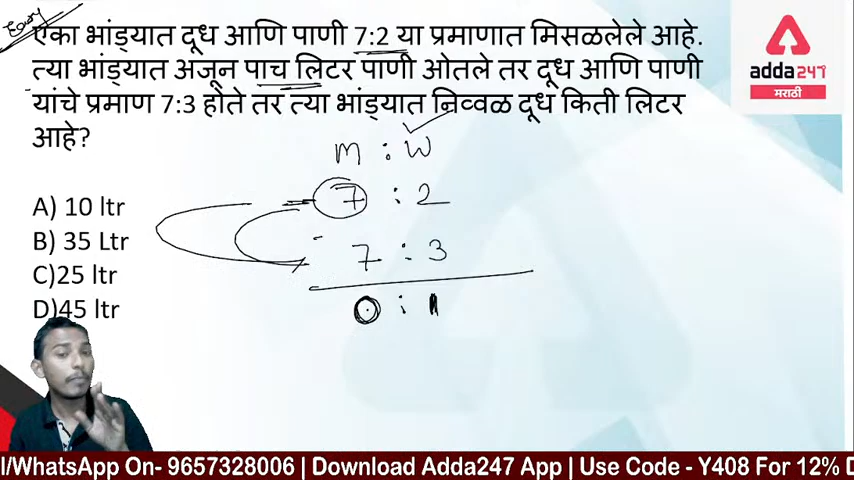 Easy
एका भांड्यात दूध आणि पाणी 7:2 या प्रमाणात मिसळलेले आहे.
त्या भांड्यात अजून पाच लिटर पाणी ओतले तर दूध आणि पाणी
यांचे प्रमाण 7:3 होते तर त्या भांड्यात निव्वळ दूध किती लिटर
आहे?
adda247
मराठी
M : W
7 : 2
7 : 3
0 : 1
A) 10 ltr
B) 35 Ltr
C)25 ltr
D)45 ltr
l/WhatsApp On- 9657328006 | Download Adda247 App | Use Code - Y408 For 12% D